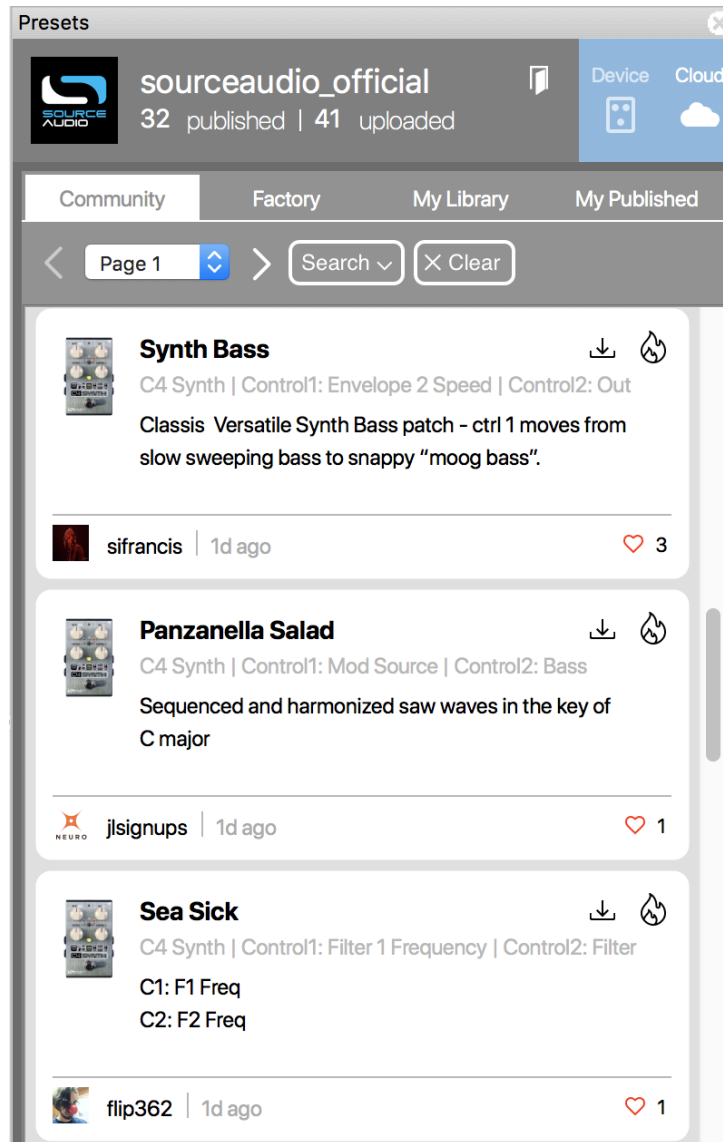 Presets
sourceaudio_official
32 published | 41 uploaded
Device
Cloud
SOURCE
AUDIO
Community
Factory
My Library
My Published
Page 1
Search
Clear
Synth Bass
C4 Synth | Control1: Envelope 2 Speed | Control2: Out
Classis Versatile Synth Bass patch - ctrl 1 moves from
slow sweeping bass to snappy “moog bass”.
sifrancis
1d ago
3
Panzanella Salad
C4 Synth | Control1: Mod Source | Control2: Bass
Sequenced and harmonized saw waves in the key of
C major
NEURO
jlsignups
1d ago
1
Sea Sick
C4 Synth | Control1: Filter 1 Frequency | Control2: Filter
C1: F1 Freq
C2: F2 Freq
flip362
1d ago
1